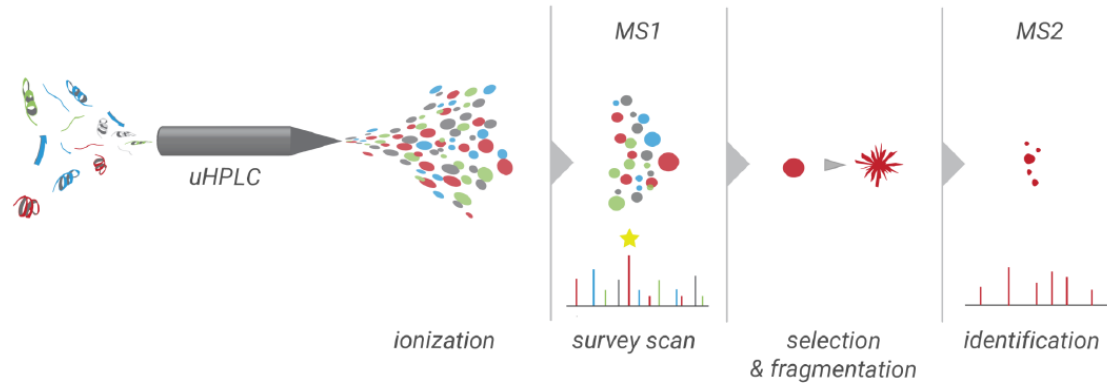 MS1
MS2
uHPLC
ionization
survey scan
selection
& fragmentation
identification